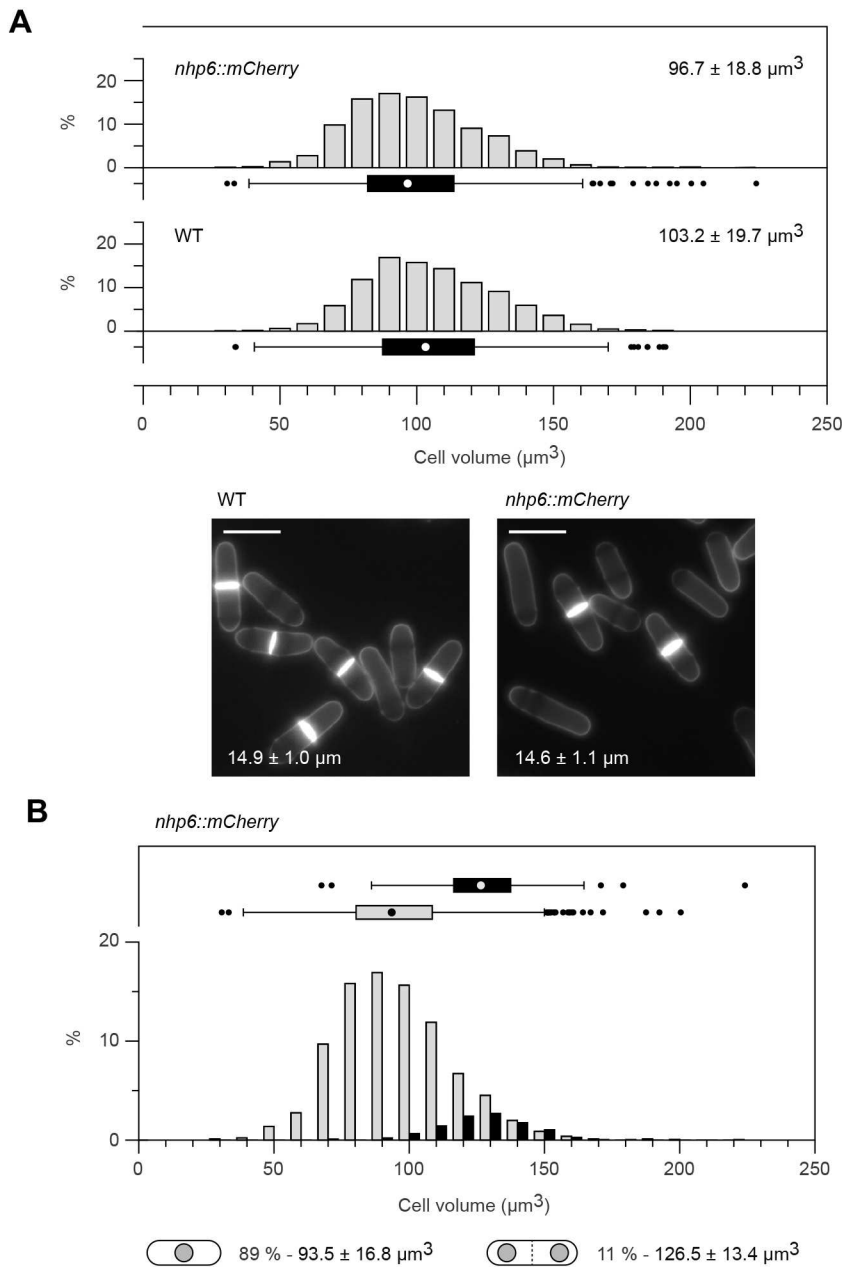 A
nhp6::mCherry
96.7 ± 18.8 µm3
20
10
0
%
WT
103.2 ± 19.7 µm3
20
10
0
%
0 50 100 150 200 250
Cell volume (µm3)
WT
nhp6::mCherry
14.9 ± 1.0 µm
14.6 ± 1.1 µm
B
nhp6::mCherry
20
10
0
%
0 50 100 150 200 250
Cell volume (µm3)
89 % - 93.5 ± 16.8 µm3
11 % - 126.5 ± 13.4 µm3